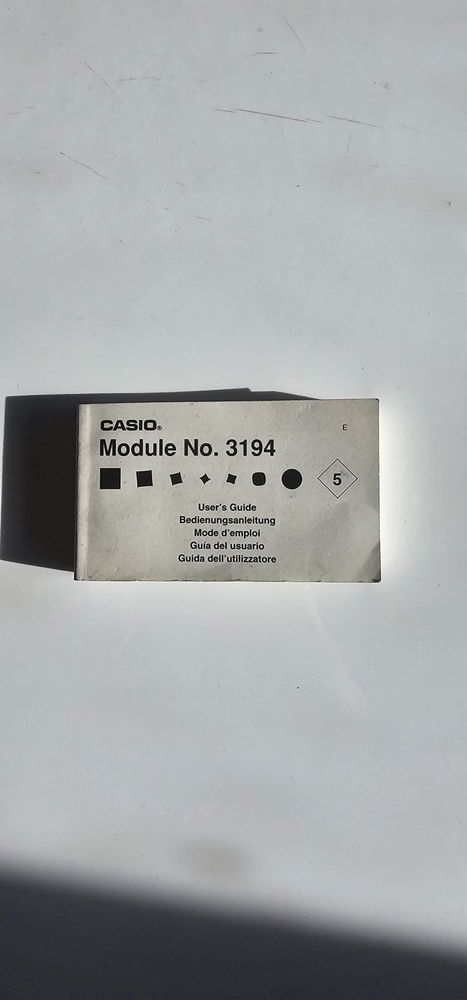 CASIO®
E
Module No. 3194
5
User's Guide
Bedienungsanleitung
Mode d'emploi
Guía del usuario
Guida dell'utilizzatore